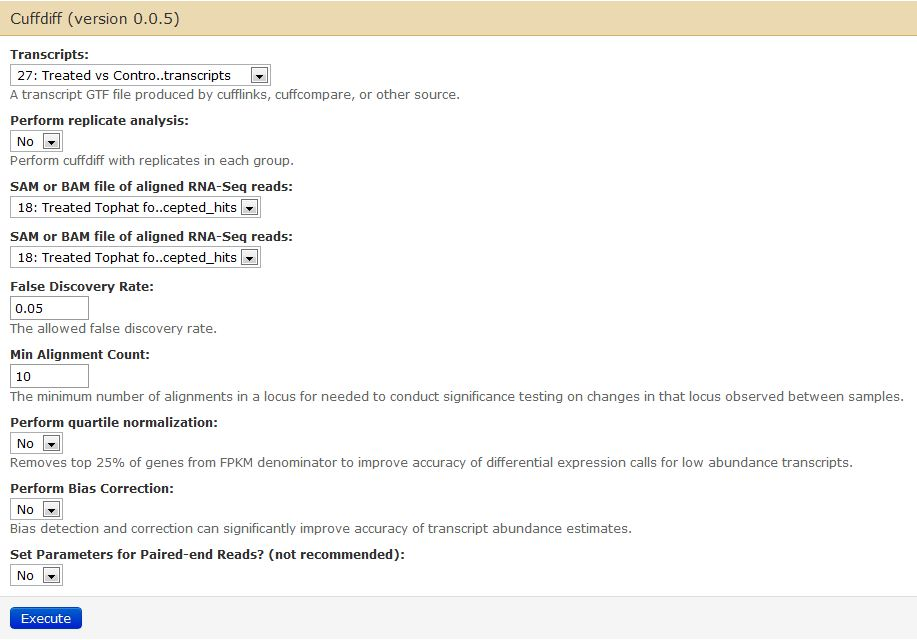 Cuffdiff (version 0.0.5)
Transcripts:
27: Treated vs Contro..transcripts
A transcript GTF file produced by cufflinks, cuffcompare, or other source.
Perform replicate analysis:
No
Perform cuffdiff with replicates in each group.
SAM or BAM file of aligned RNA-Seq reads:
18: Treated Tophat fo..cepted_hits
SAM or BAM file of aligned RNA-Seq reads:
18: Treated Tophat fo..cepted_hits
False Discovery Rate:
0.05
The allowed false discovery rate.
Min Alignment Count:
10
The minimum number of alignments in a locus for needed to conduct significance testing on changes in that locus observed between samples.
Perform quartile normalization:
No
Removes top 25% of genes from FPKM denominator to improve accuracy of differential expression calls for low abundance transcripts.
Perform Bias Correction:
No
Bias detection and correction can significantly improve accuracy of transcript abundance estimates.
Set Parameters for Paired-end Reads? (not recommended):
No
Execute